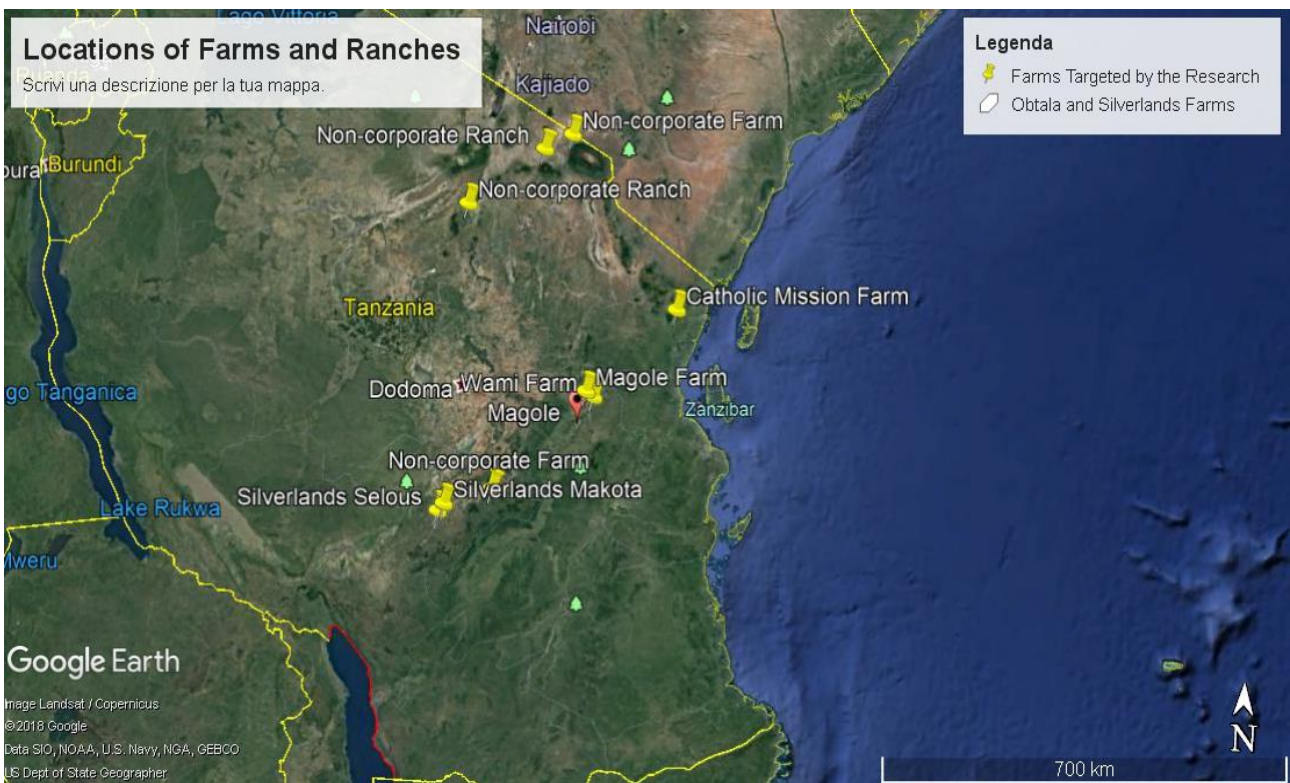 Lago Vittoria
Locations of Farms and Ranches
Scrivi una descrizione per la tua mappa.
Ruanda
Nairobi
Kajiado
Legenda
Farms Targeted by the Research
Obtala and Silverlands Farms
Non-corporate Ranch
Non-corporate Farm
Burundi
Non-corporate Ranch
Catholic Mission Farm
Tanzania
Dodoma
Wami Farm
Magole Farm
go Tanganica
Magole
Zanzibar
Non-corporate Farm
Silverlands Selous
Silverlands Makota
Lake Rukwa
Mweru
Google Earth
Image Landsat / Copernicus
©2018 Google
Data SIO, NOAA, U.S. Navy, NGA, GEBCO
US Dept of State Geographer
N
700 km